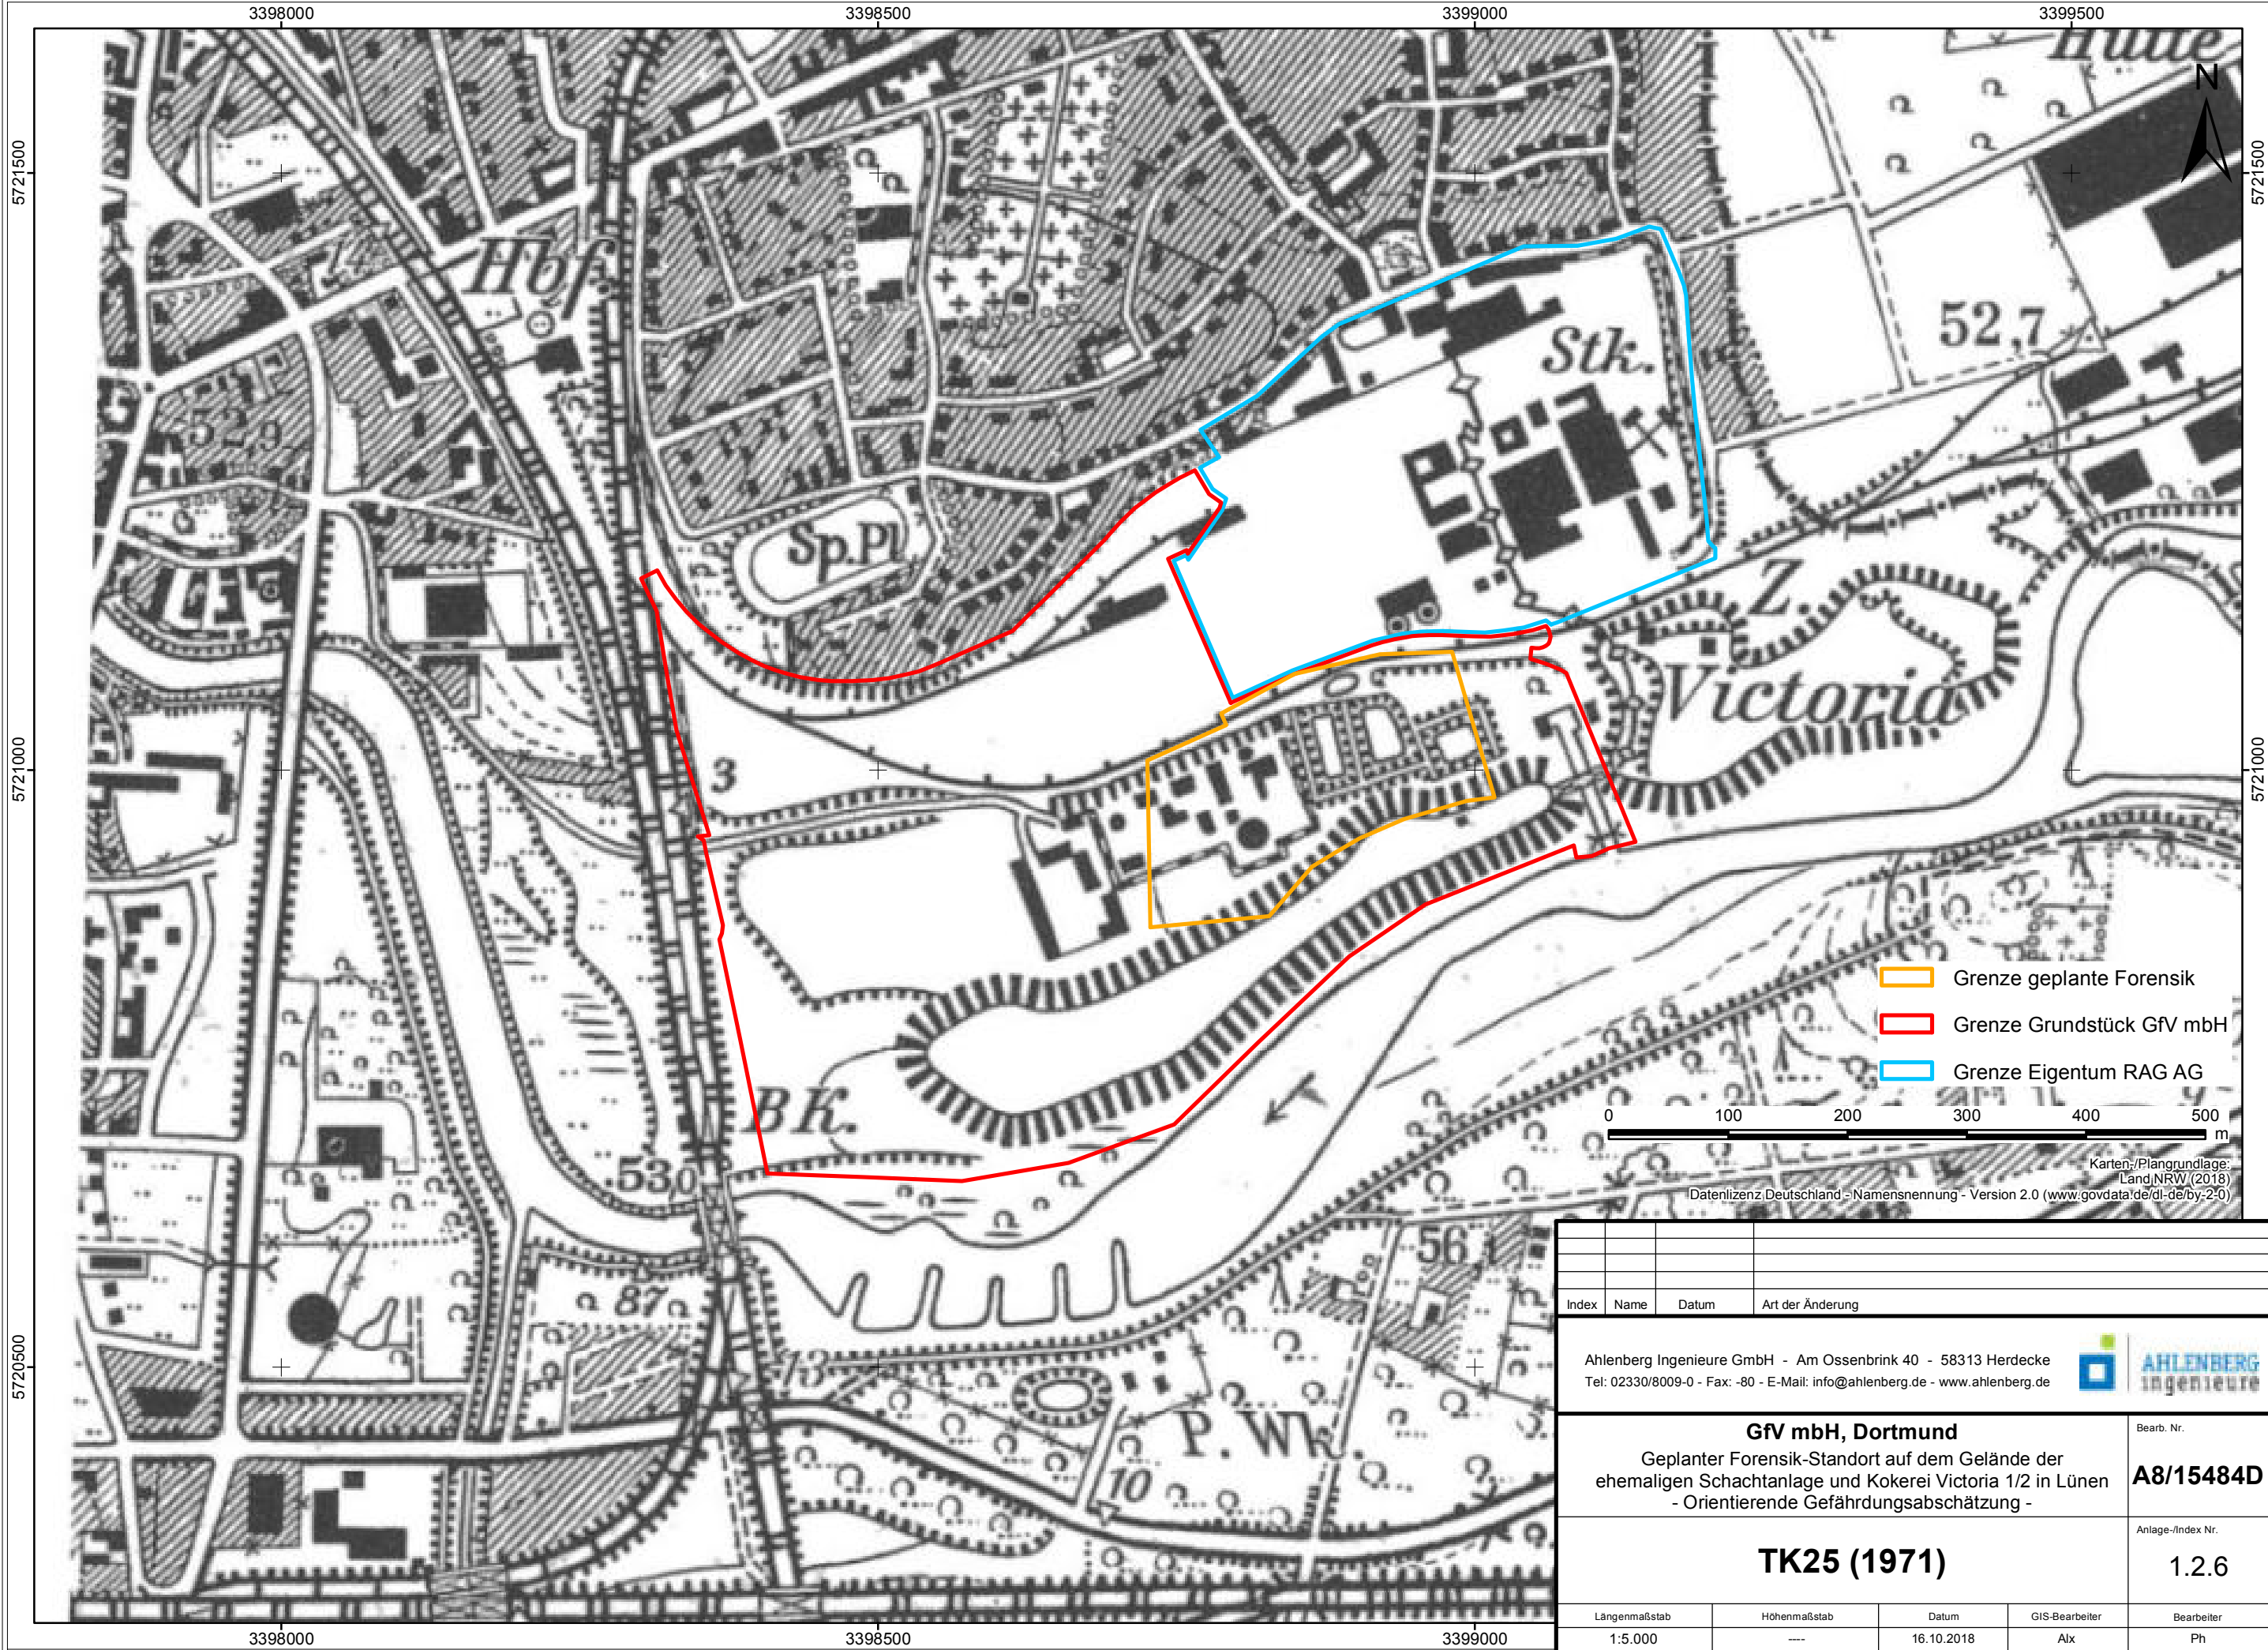 3398000
3398500
3399000
3399500
5721500
5721500
Hütte
N
Hbf
Stk.
52,7
52,9
Sp.Pl
Z.
Victoria
5721000
5721000
3
BK.
53,0
Grenze geplante Forensik
Grenze Grundstück GfV mbH
Grenze Eigentum RAG AG
0 100 200 300 400 500
m
Karten-/Plangrundlage:
Land NRW (2018)
Datenlizenz Deutschland - Namensnennung - Version 2.0 (www.govdata.de/dl-de/by-2-0)
56
87
13
10
P.Wk.
5720500
Index Name Datum Art der Änderung
Ahlenberg Ingenieure GmbH - Am Ossenbrink 40 - 58313 Herdecke
Tel: 02330/8009-0 - Fax: -80 - E-Mail: info@ahlenberg.de - www.ahlenberg.de
AHLENBERG
ingenieure
GfV mbH, Dortmund
Geplanter Forensik-Standort auf dem Gelände der
ehemaligen Schachtanlage und Kokerei Victoria 1/2 in Lünen
- Orientierende Gefährdungsabschätzung -
Bearb. Nr.
A8/15484D
TK25 (1971)
Anlage-/Index Nr.
1.2.6
Längenmaßstab Höhenmaßstab Datum GIS-Bearbeiter Bearbeiter
1:5.000 ---- 16.10.2018 Alx Ph
3398000
3398500
3399000